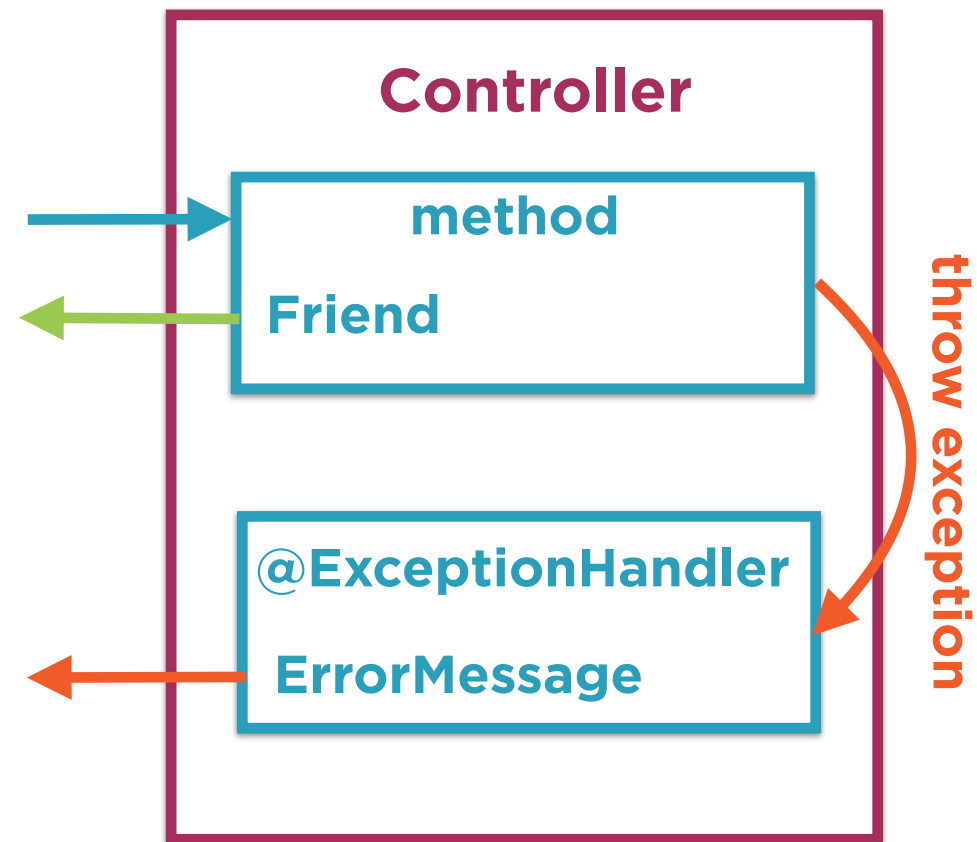 Controller
method
Friend
throw exception
@ExceptionHandler
ErrorMessage